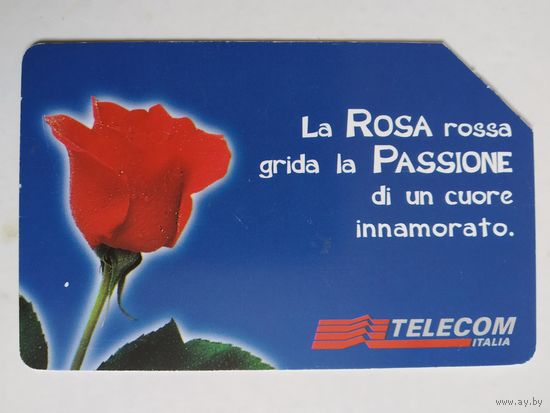 La ROSA rossa
grida la PASSIONE
di un cuore
innamorato.
TELECOM
ITALIA
www.ay.by